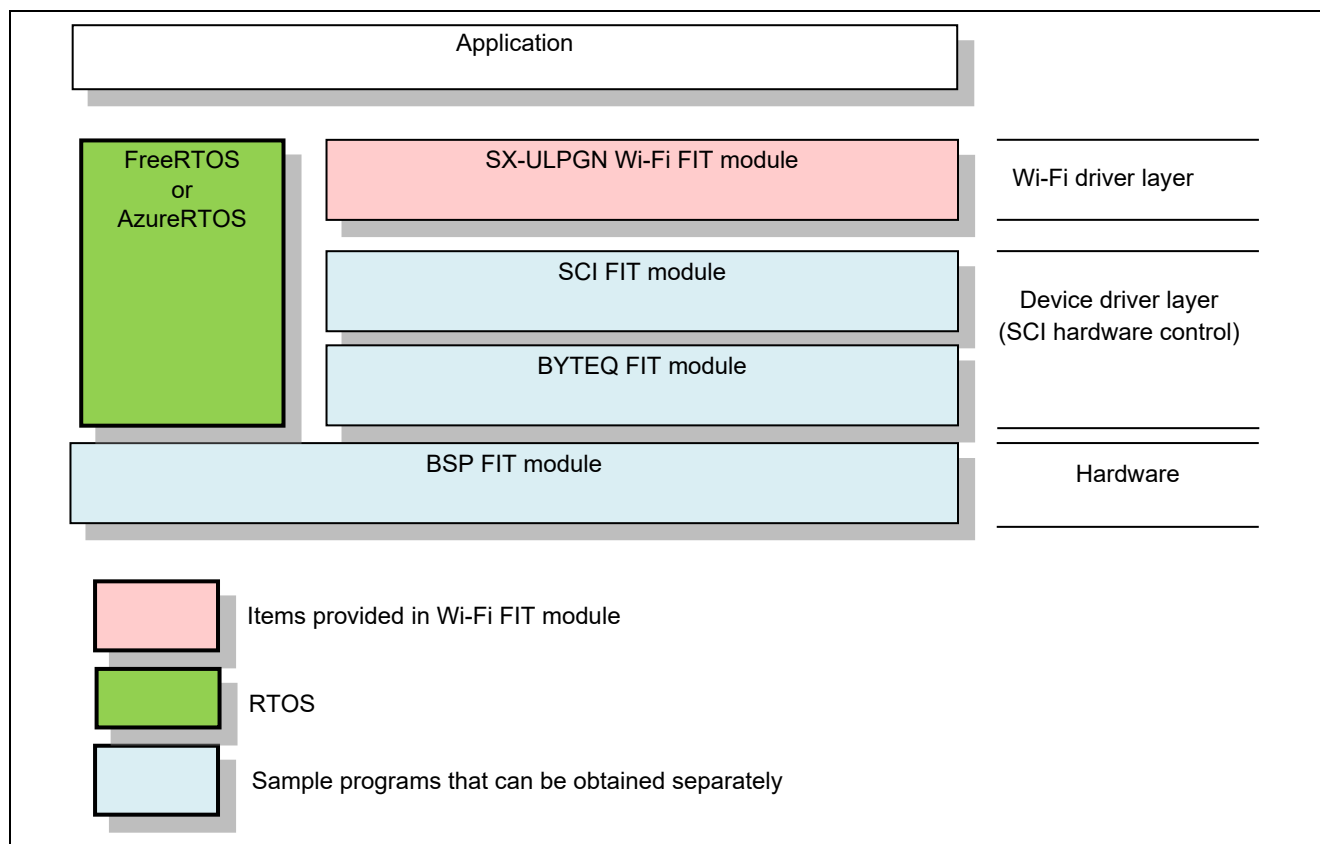 Application
FreeRTOS
or
AzureRTOS
SX-ULPGN Wi-Fi FIT module
Wi-Fi driver layer
SCI FIT module
Device driver layer
(SCI hardware control)
BYTEQ FIT module
BSP FIT module
Hardware
Items provided in Wi-Fi FIT module
RTOS
Sample programs that can be obtained separately